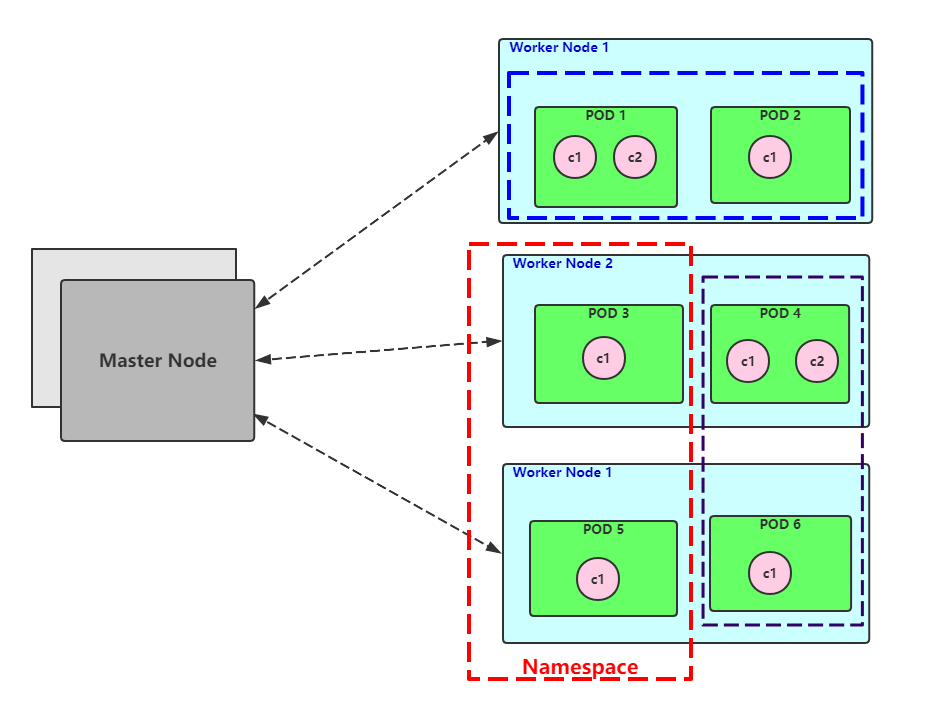 Worker Node 1
POD 1
POD 2
c1
c2
c1
Worker Node 2
POD 3
POD 4
c1
c1
c2
Master Node
Worker Node 1
POD 5
POD 6
c1
c1
Namespace